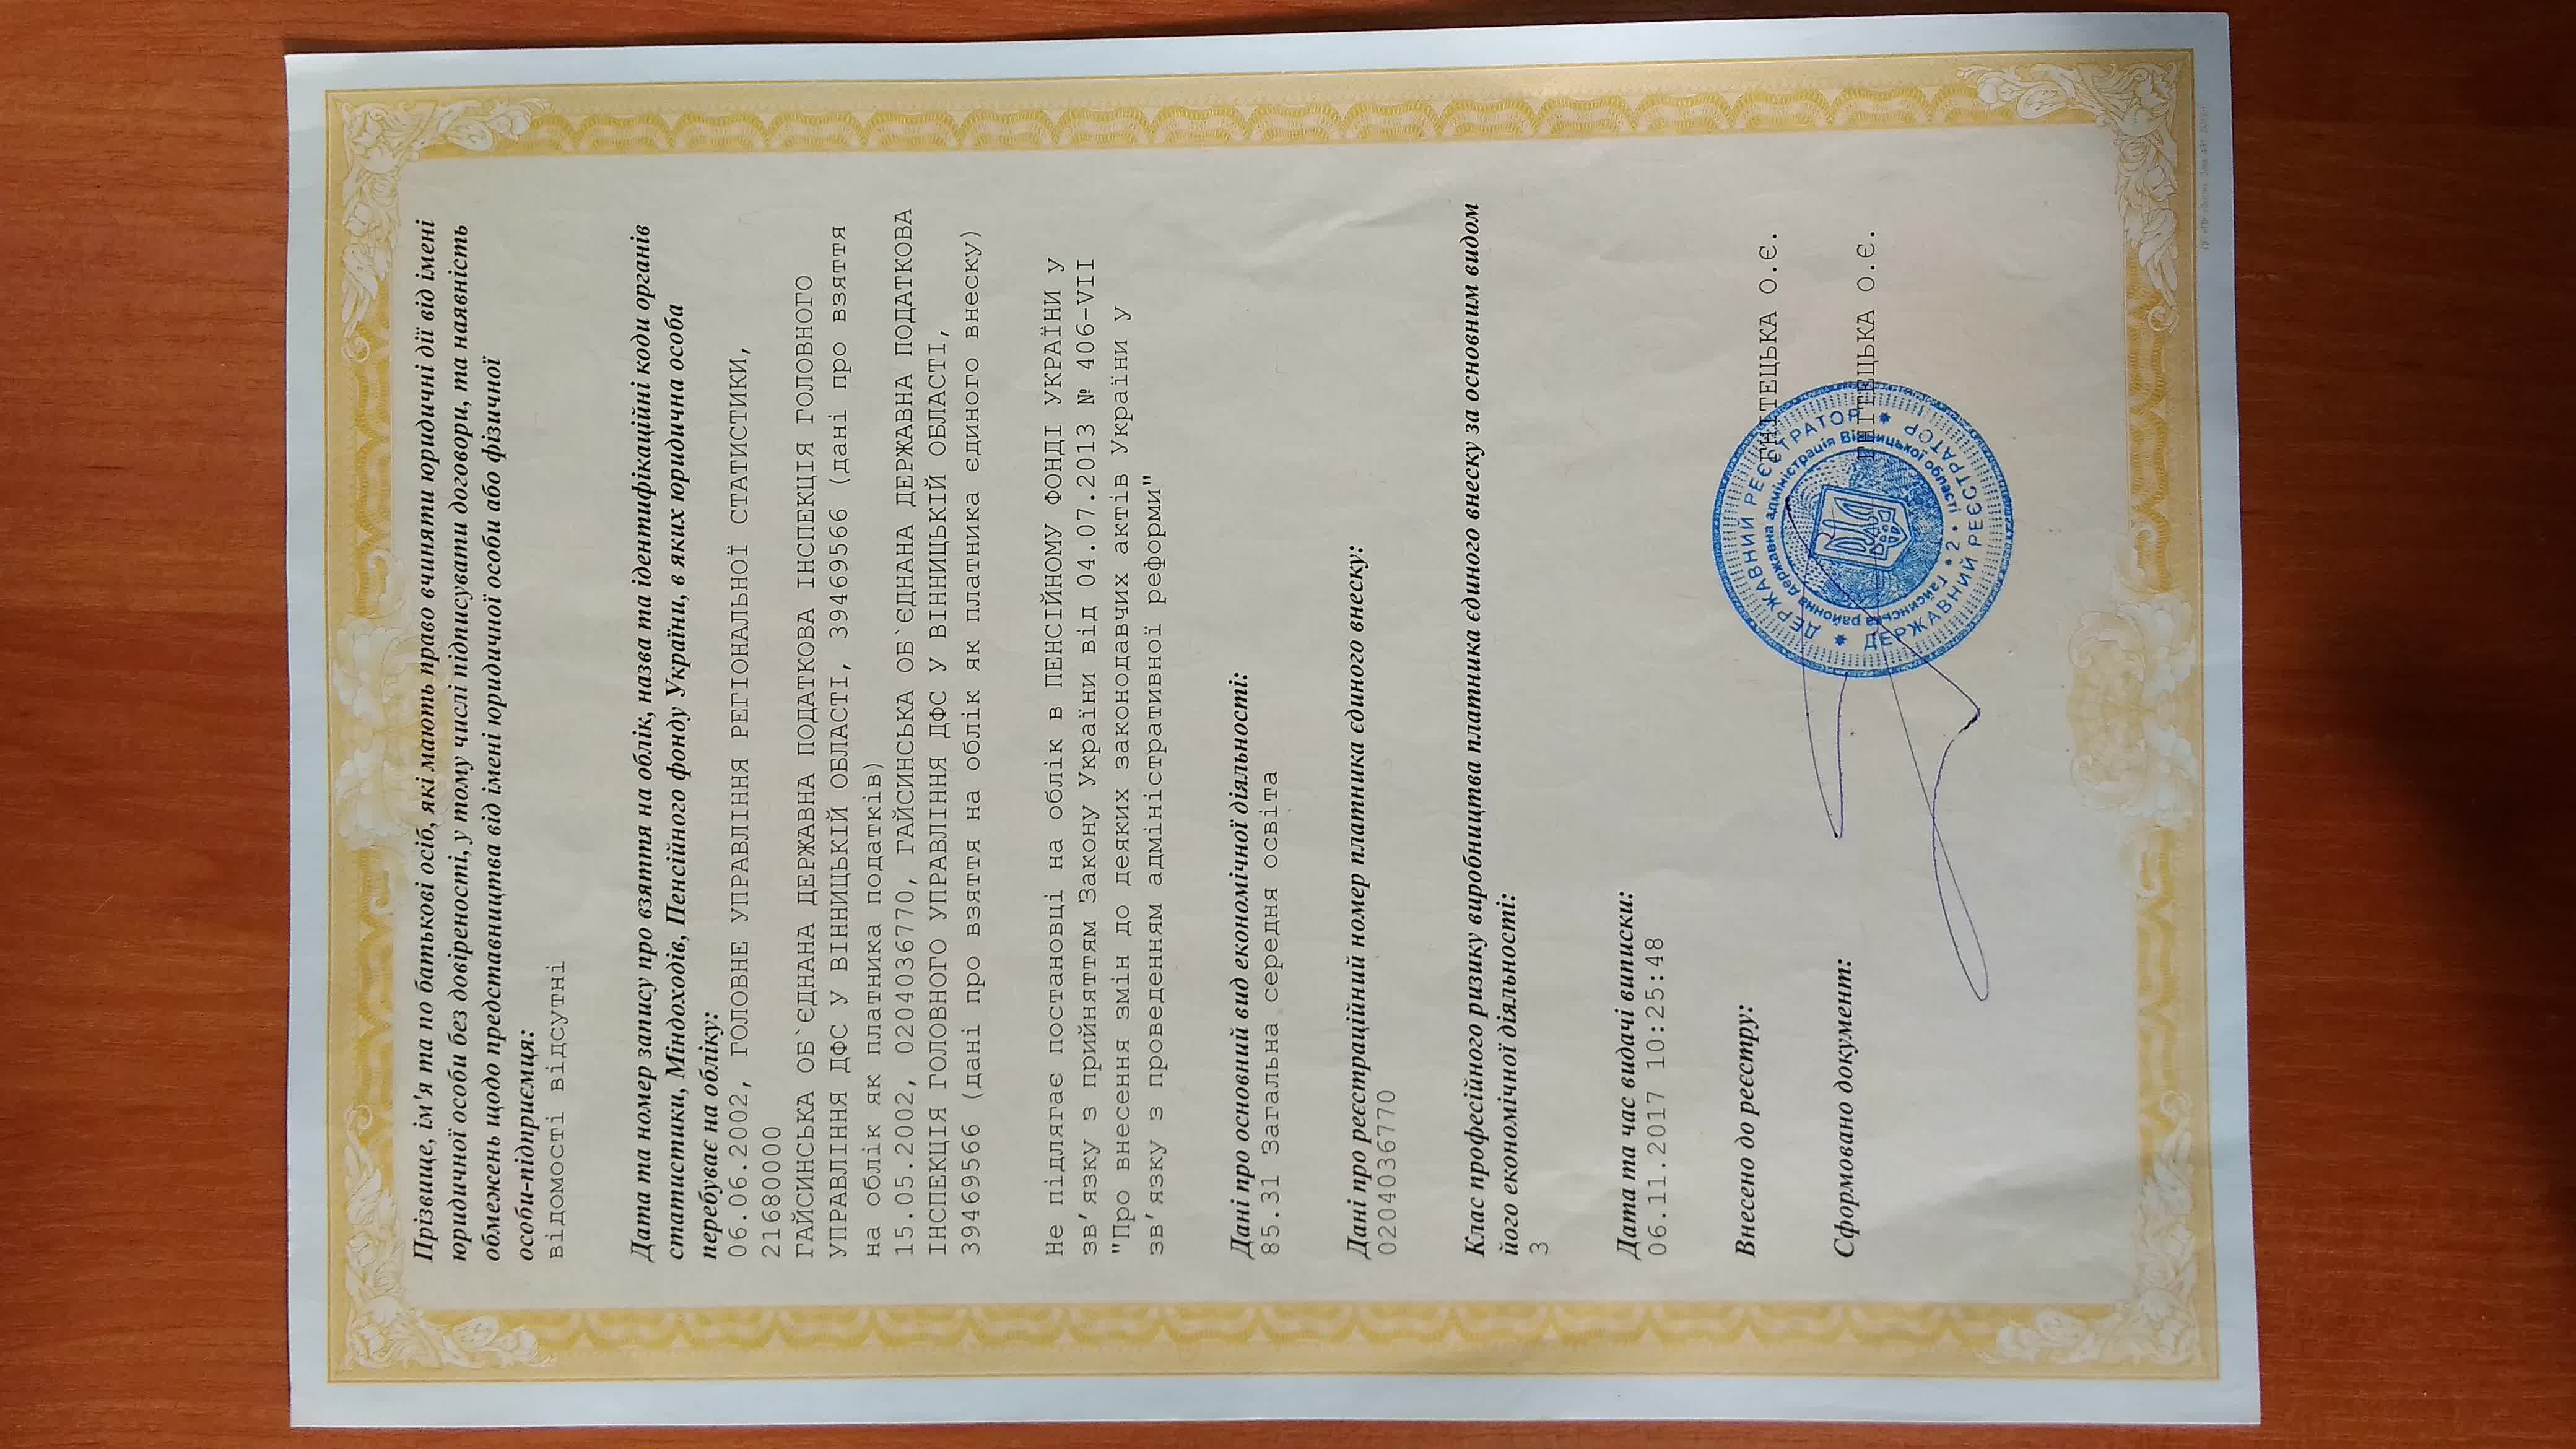 Прізвище, ім'я та по батькові осіб, які мають право вчиняти юридичні дії від імені
юридичної особи без довіреності, у тому числі підписувати договори, та наявність
обмежень щодо представництва від імені юридичної особи або фізичної
особи-підприємця:
відомості відсутні
Дата та номер запису про взяття на облік, назва та ідентифікаційні коди органів
статистики, Міндоходів, Пенсійного фонду України, в яких юридична особа
перебуває на обліку:
06.06.2002, ГОЛОВНЕ УПРАВЛІННЯ РЕГІОНАЛЬНОЇ СТАТИСТИКИ,
21680000
ГАЙСИНСЬКА ОБ`ЄДНАНА ДЕРЖАВНА ПОДАТКОВА ІНСПЕКЦІЯ ГОЛОВНОГО
УПРАВЛІННЯ ДФС У ВІННИЦЬКІЙ ОБЛАСТІ, 39469566 (дані про взяття
на облік як платника податків)
15.05.2002, 0204036770, ГАЙСИНСЬКА ОБ`ЄДНАНА ДЕРЖАВНА ПОДАТКОВА
ІНСПЕКЦІЯ ГОЛОВНОГО УПРАВЛІННЯ ДФС У ВІННИЦЬКІЙ ОБЛАСТІ,
39469566 (дані про взяття на облік як платника єдиного внеску)
Не підлягає постановці на облік в ПЕНСІЙНОМУ ФОНДІ УКРАЇНИ у
зв'язку з прийняттям Закону України від 04.07.2013 № 406-VII
"Про внесення змін до деяких законодавчих актів України у
зв'язку з проведенням адміністративної реформи"
Дані про основний вид економічної діяльності:
85.31 Загальна середня освіта
Дані про реєстраційний номер платника єдиного внеску:
0204036770
Клас професійного ризику виробництва платника єдиного внеску за основним видом
його економічної діяльності:
3
Дата та час видачі виписки:
06.11.2017 10:25:48
Внесено до реєстру: ГНІТЕЦЬКА О.Є.
Сформовано документ: ГНІТЕЦЬКА О.Є.
ДЕРЖАВНИЙ РЕЄСТРАТОР * ДЕРЖАВНИЙ РЕЄСТРАТОР *
Гайсинська районна державна адміністрація Вінницької області • 2 •